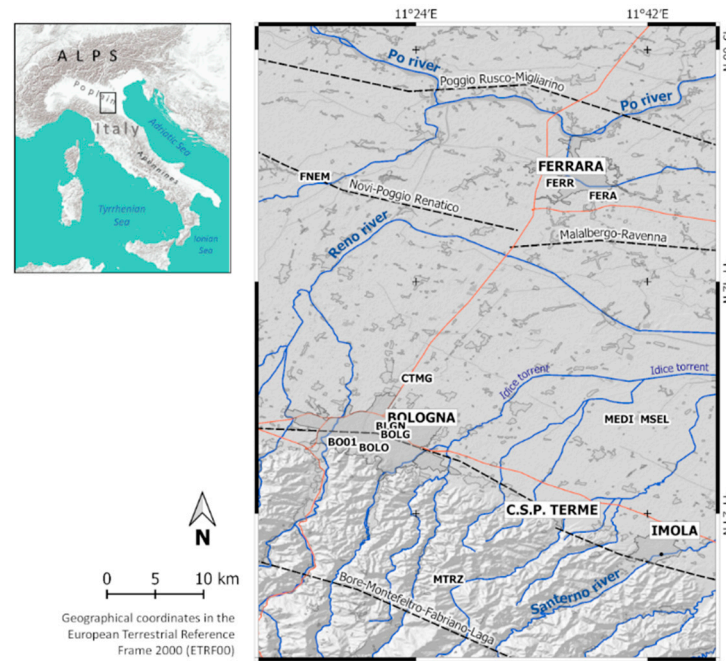 11°24'E
11°42'E
ALPS
Po plain
Italy
Adriatic Sea
Apennines
Tyrrhenian
Sea
Ionian
Sea
Po river
Poggio Rusco-Migliarino
Po river
FERRARA
FERR
FERA
FNEM
Novi-Poggio Renatico
Malalbergo-Ravenna
Reno river
CTMG
Idice torrent
Idice torrent
BOLOGNA
BLGN
BOLG
BO01
BOLO
MEDI
MSEL
C.S.P. TERME
IMOLA
MTRZ
Santerno river
Bore-Montefeltro-Fabriano-Laga
N
0 5 10 km
Geographical coordinates in the
European Terrestrial Reference
Frame 2000 (ETRF00)